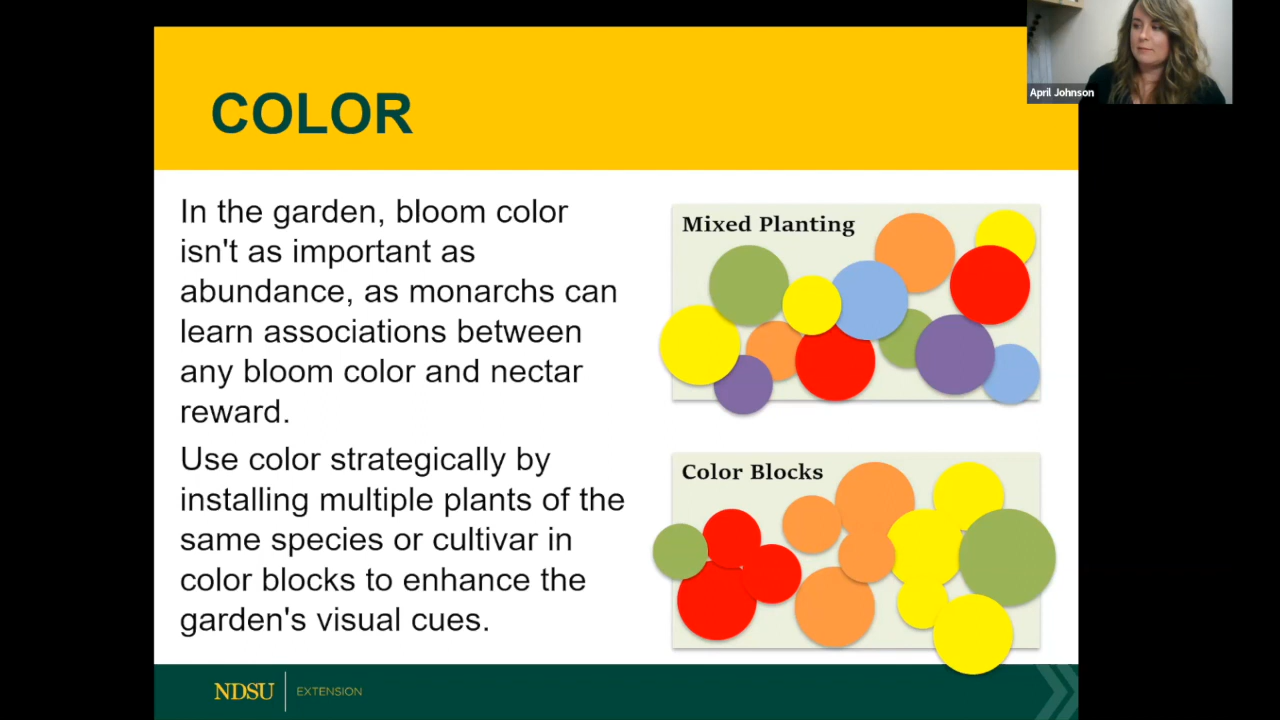 COLOR
April Johnson
In the garden, bloom color
isn't as important as
abundance, as monarchs can
learn associations between
any bloom color and nectar
reward.
Use color strategically by
installing multiple plants of the
same species or cultivar in
color blocks to enhance the
garden's visual cues.
Mixed Planting
Color Blocks
NDSU EXTENSION